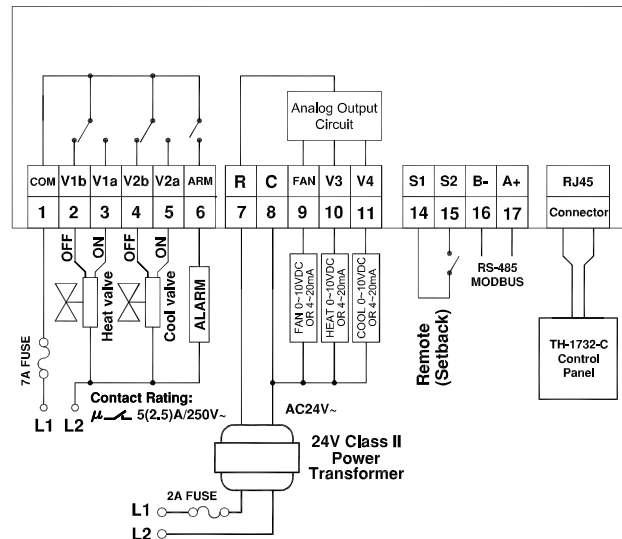 Analog Output
Circuit
COM V1b V1a V2b V2a ARM
1 2 3 4 5 6
R C FAN V3 V4
7 8 9 10 11
S1 S2 B- A+
14 15 16 17
RJ45
Connector
OFF
ON
OFF
ON
Heat valve
Cool valve
ALARM
7A FUSE
L1 L2
Contact Rating:
μ 5(2.5)A/250V~
FAN 0~10VDC
OR 4~20mA
HEAT 0~10VDC
OR 4~20mA
COOL 0~10VDC
OR 4~20mA
AC24V~
24V Class II
Power
Transformer
2A FUSE
L1
L2
Remote
(Setback)
RS-485
MODBUS
TH-1732-C
Control
Panel